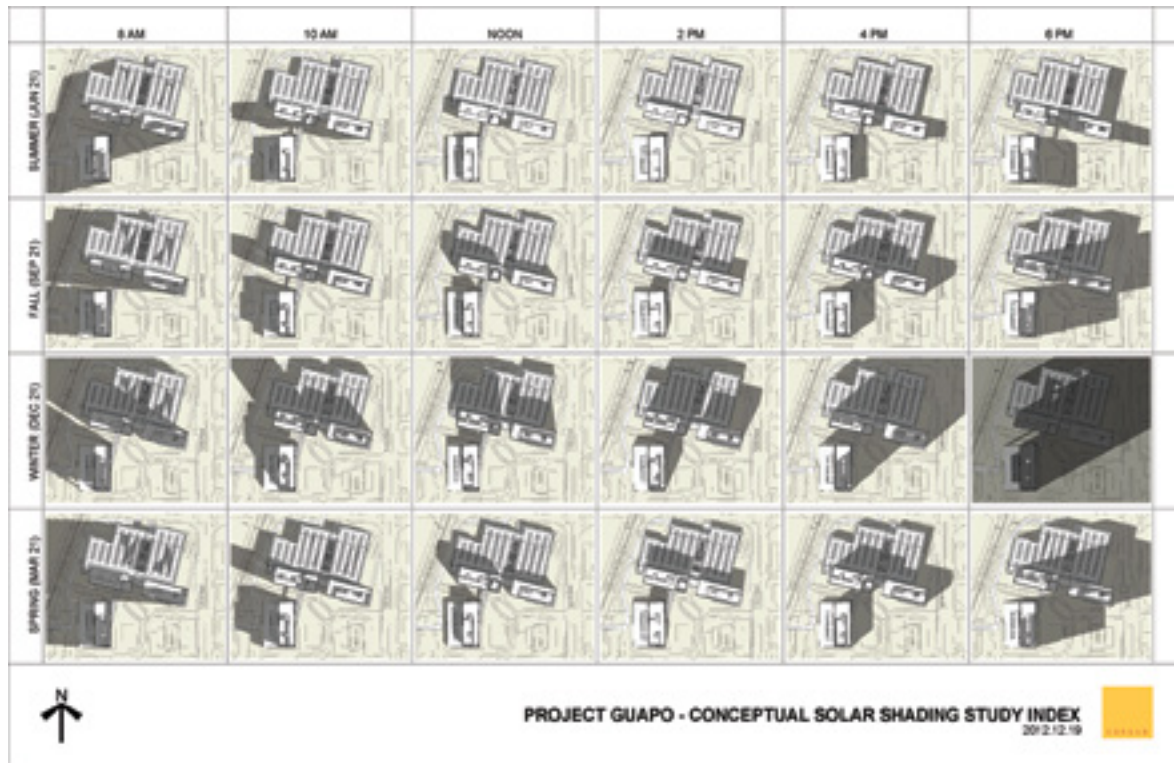 8 AM 10 AM NOON 2 PM 4 PM 6 PM
SUMMER (JUN 21)
FALL (SEP 21)
WINTER (DEC 21)
SPRING (MAR 21)
N
PROJECT GUAPO - CONCEPTUAL SOLAR SHADING STUDY INDEX
2012.12.19